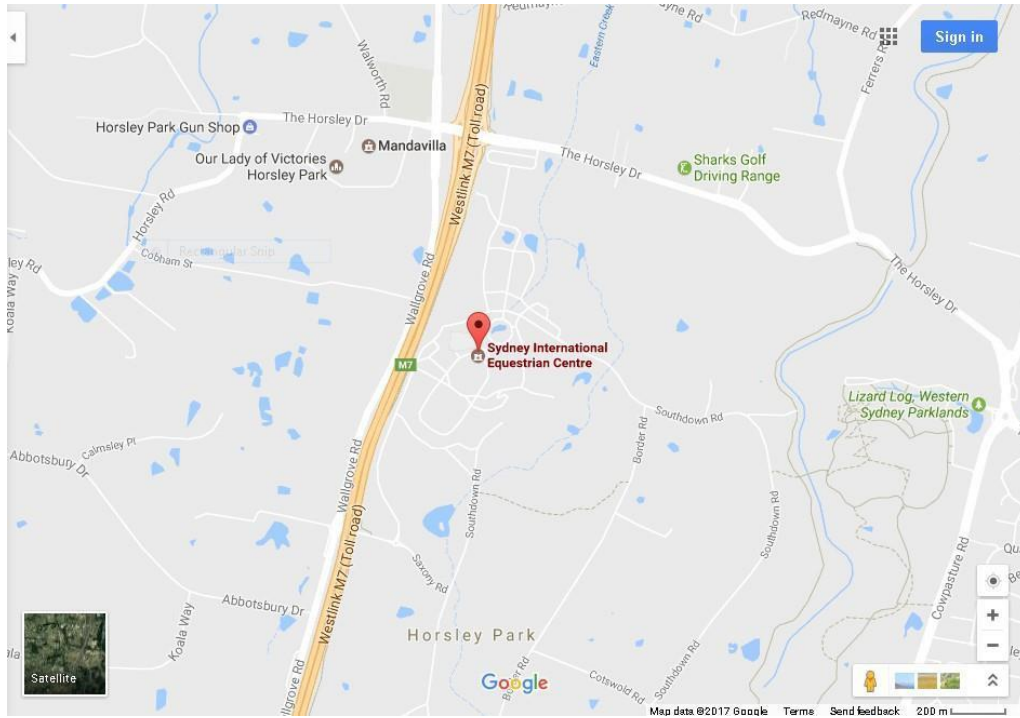 Redmayne Rd
Redmayne Rd
Sign in
Eastern Creek
Ferrers Rd
Walworth Rd
Horsley Park Gun Shop
The Horsley Dr
Mandavilla
Our Lady of Victories
Horsley Park
Westlink M7 (Toll road)
The Horsley Dr
Sharks Golf
Driving Range
Horsley Rd
Rectangular Snip
Cobham St
ley Rd
Koala Way
Wallgrove Rd
The Horsley Dr
Sydney International
Equestrian Centre
M7
Lizard Log, Western
Sydney Parklands
Southdown Rd
Border Rd
Calmsley Pl
Abbotsbury Dr
Wallgrove Rd
Southdown Rd
Southdown Rd
Westlink M7 (Toll road)
Saxony Rd
Cowpasture Rd
Abbotsbury Dr
Koala Way
Horsley Park
Satellite
Wallgrove Rd
Google
Cotswold Rd
Southdown Rd
Map data ©2017 Google Terms Send feedback 200 m